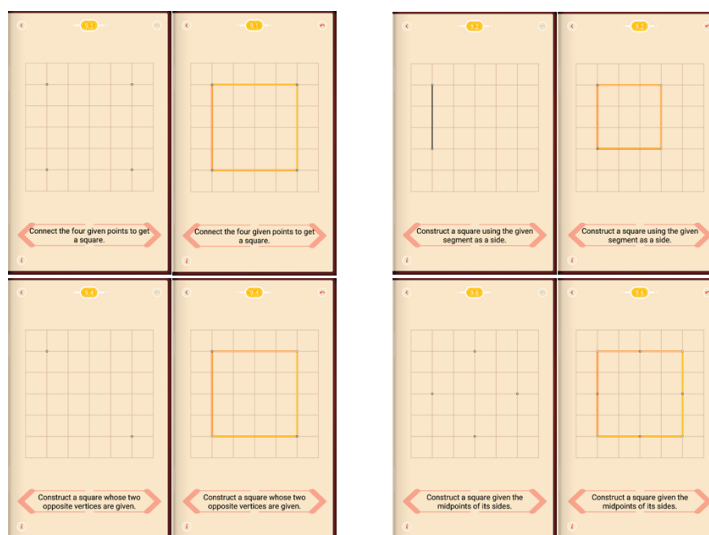 Connect the four given points to get
a square.
Connect the four given points to get
a square.
Construct a square using the given
segment as a side.
Construct a square using the given
segment as a side.
Construct a square whose two
opposite vertices are given.
Construct a square whose two
opposite vertices are given.
Construct a square given the
midpoints of its sides.
Construct a square given the
midpoints of its sides.